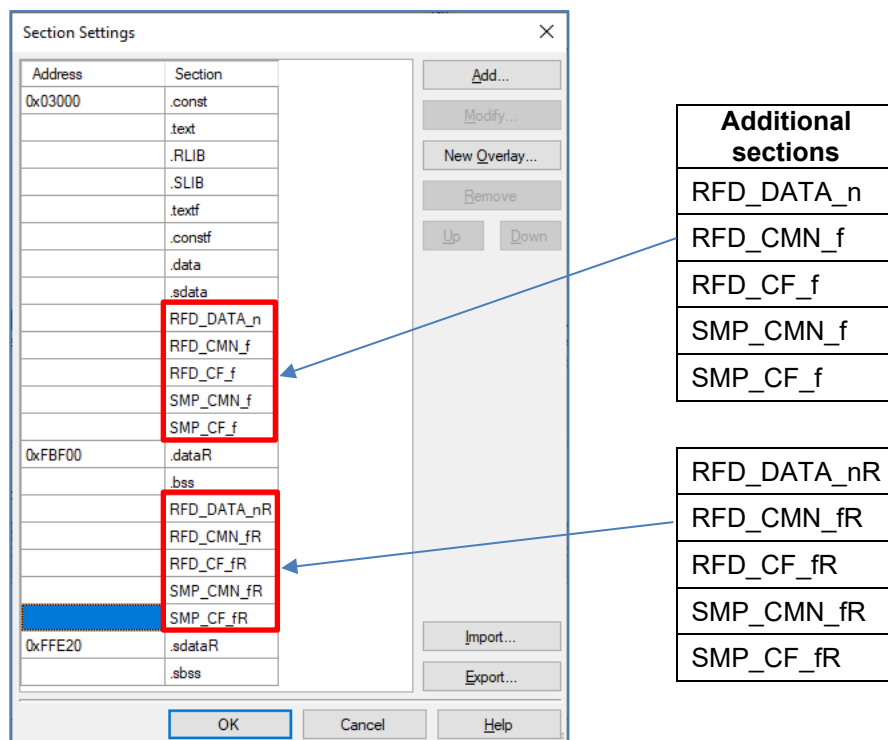 Section Settings
Address Section
0x03000 .const
.text
.RLIB
.SLIB
.textf
.constf
.data
.sdata
RFD_DATA_n
RFD_CMN_f
RFD_CF_f
SMP_CMN_f
SMP_CF_f
0xFBF00 .dataR
.bss
RFD_DATA_nR
RFD_CMN_fR
RFD_CF_fR
SMP_CMN_fR
SMP_CF_fR
0xFFE20 .sdataR
.sbss
Add...
Modify...
New Overlay...
Remove
Up Down
Import...
Export...
OK Cancel Help
Additional
sections
RFD_DATA_n
RFD_CMN_f
RFD_CF_f
SMP_CMN_f
SMP_CF_f
RFD_DATA_nR
RFD_CMN_fR
RFD_CF_fR
SMP_CMN_fR
SMP_CF_fR